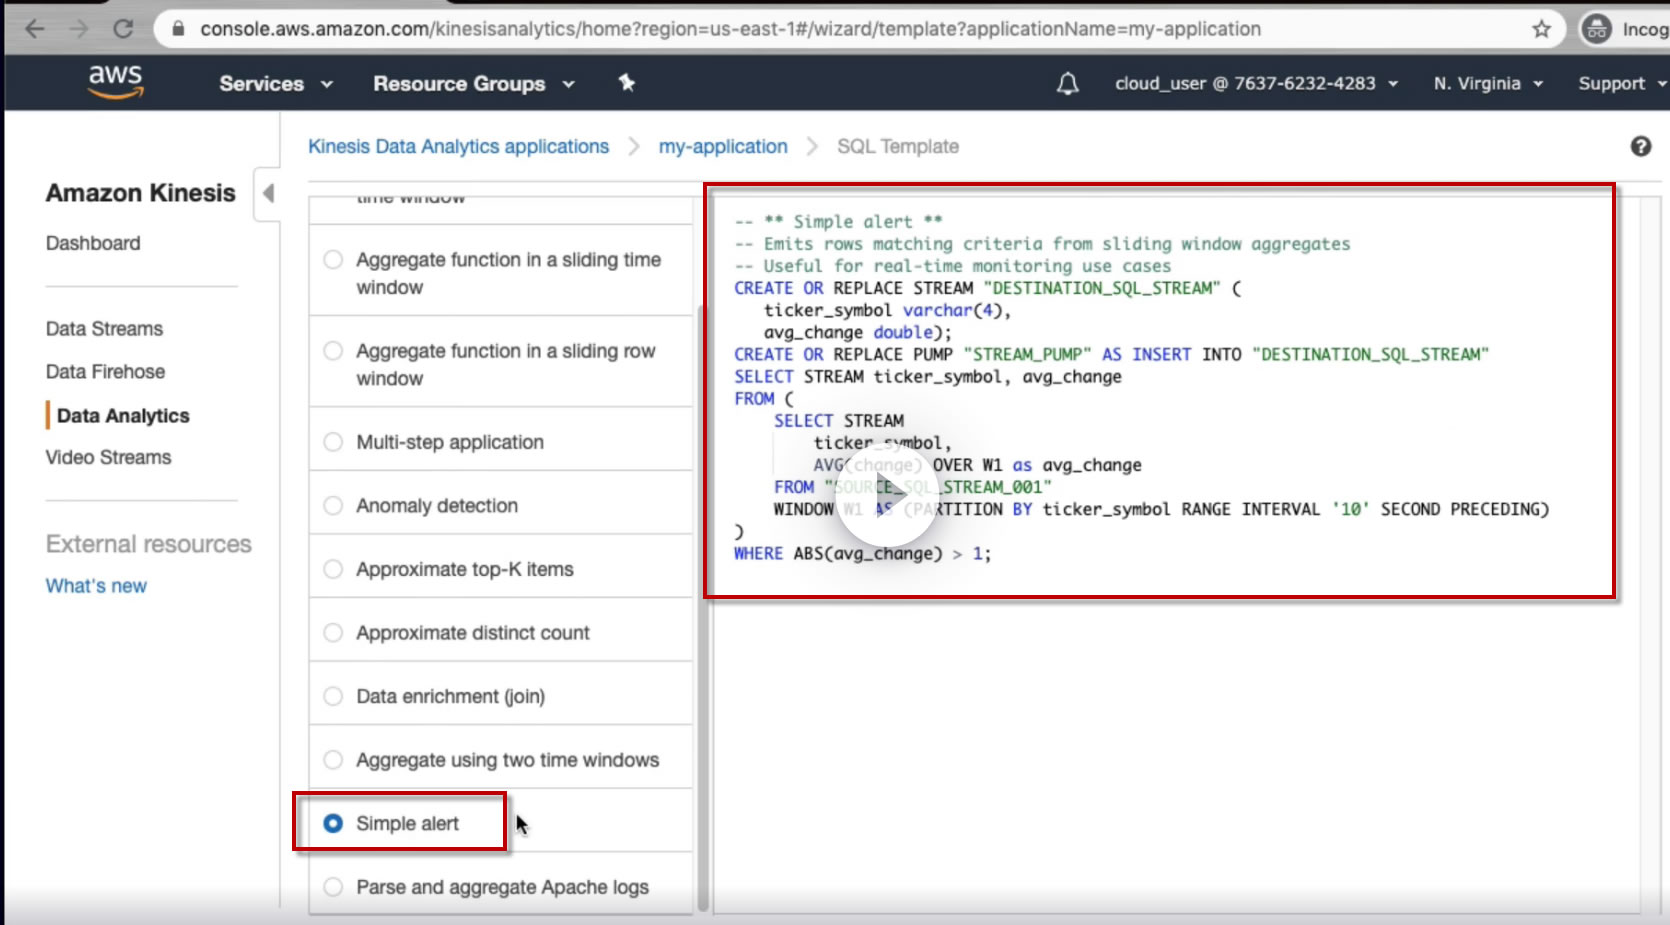 console.aws.amazon.com/kinesisanalytics/home?region=us-east-1#/wizard/template?applicationName=my-application
Incog
aws
Services
Resource Groups
cloud_user @ 7637-6232-4283
N. Virginia
Support
Kinesis Data Analytics applications
my-application
SQL Template
Amazon Kinesis
Dashboard
Data Streams
Data Firehose
Data Analytics
Video Streams
External resources
What's new
time window
Aggregate function in a sliding time
window
Aggregate function in a sliding row
window
Multi-step application
Anomaly detection
Approximate top-K items
Approximate distinct count
Data enrichment (join)
Aggregate using two time windows
Simple alert
Parse and aggregate Apache logs
-- ** Simple alert **
-- Emits rows matching criteria from sliding window aggregates
-- Useful for real-time monitoring use cases
CREATE OR REPLACE STREAM "DESTINATION_SQL_STREAM" (
ticker_symbol varchar(4),
avg_change double);
CREATE OR REPLACE PUMP "STREAM_PUMP" AS INSERT INTO "DESTINATION_SQL_STREAM"
SELECT STREAM ticker_symbol, avg_change
FROM (
SELECT STREAM
ticker_symbol,
AVG(change) OVER W1 as avg_change
FROM "SOURCE_SQL_STREAM_001"
WINDOW W1 AS (PARTITION BY ticker_symbol RANGE INTERVAL '10' SECOND PRECEDING)
)
WHERE ABS(avg_change) > 1;